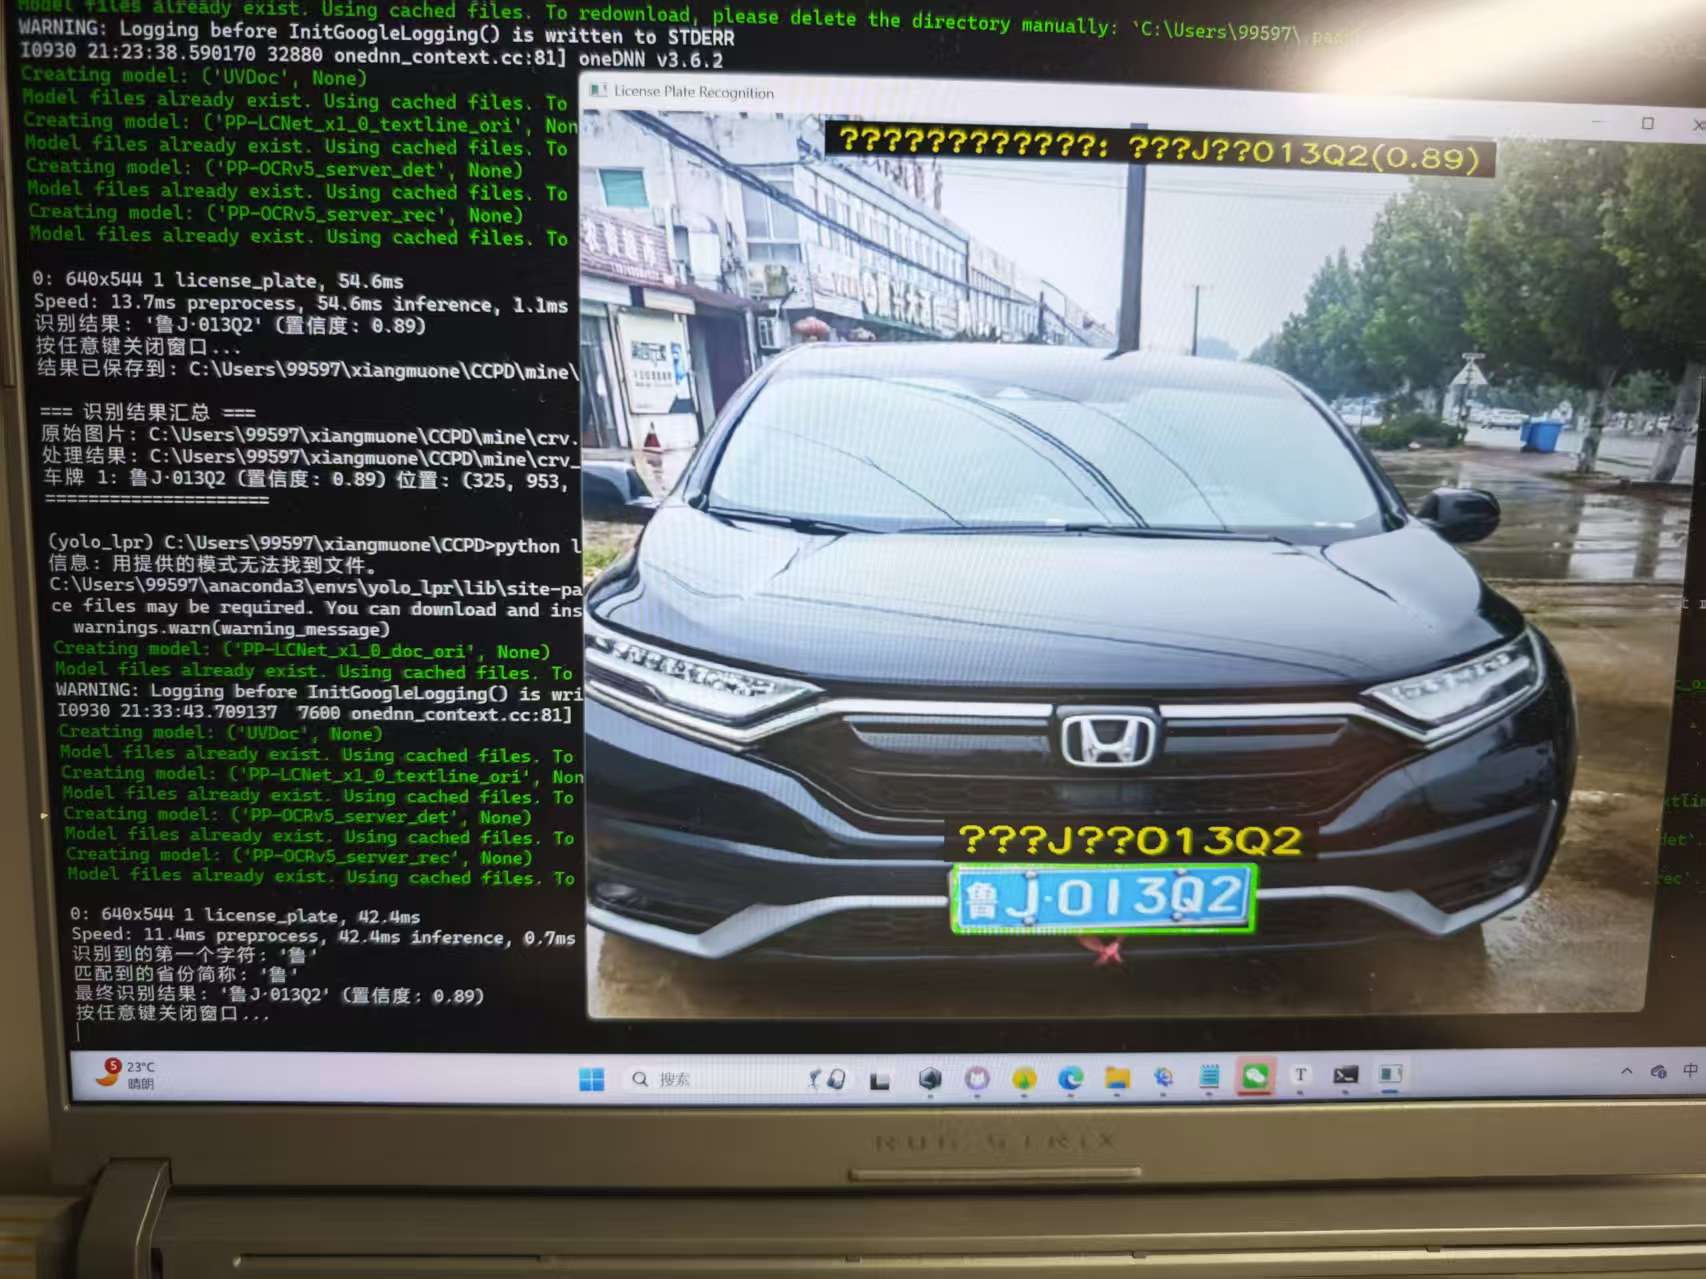 Model files already exist. Using cached files. To redownload, please delete the directory manually: `C:\Users\99597\
WARNING: Logging before InitGoogleLogging() is written to STDERR
I0930 21:23:38.590170 32880 onednn_context.cc:81] oneDNN v3.6.2
Creating model: ('UVDoc', None)
Model files already exist. Using cached files. To
Creating model: ('PP-LCNet_x1_0_textline_ori', Non
Model files already exist. Using cached files. To
Creating model: ('PP-OCRv5_server_det', None)
Model files already exist. Using cached files. To
Creating model: ('PP-OCRv5_server_rec', None)
Model files already exist. Using cached files. To
0: 640x544 1 license_plate, 54.6ms
Speed: 13.7ms preprocess, 54.6ms inference, 1.1ms
识别结果: '鲁J·013Q2' (置信度: 0.89)
按任意键关闭窗口...
结果已保存到: C:\Users\99597\xiangmuone\CCPD\mine\
=== 识别结果汇总 ===
原始图片: C:\Users\99597\xiangmuone\CCPD\mine\crv.
处理结果: C:\Users\99597\xiangmuone\CCPD\mine\crv_
车牌 1: 鲁J·013Q2 (置信度: 0.89) 位置: (325, 953,
=====================
(yolo_lpr) C:\Users\99597\xiangmuone\CCPD>python l
信息: 用提供的模式无法找到文件。
C:\Users\99597\anaconda3\envs\yolo_lpr\lib\site-pa
ce files may be required. You can download and ins
warnings.warn(warning_message)
Creating model: ('PP-LCNet_x1_0_doc_ori', None)
Model files already exist. Using cached files. To
WARNING: Logging before InitGoogleLogging() is wri
I0930 21:33:43.709137 7600 onednn_context.cc:81]
Creating model: ('UVDoc', None)
Model files already exist. Using cached files. To
Creating model: ('PP-LCNet_x1_0_textline_ori', Non
Model files already exist. Using cached files. To
Creating model: ('PP-OCRv5_server_det', None)
Model files already exist. Using cached files. To
Creating model: ('PP-OCRv5_server_rec', None)
Model files already exist. Using cached files. To
0: 640x544 1 license_plate, 42.4ms
Speed: 11.4ms preprocess, 42.4ms inference, 0.7ms
识别到的第一个字符: '鲁'
匹配到的省份简称: '鲁'
最终识别结果: '鲁J·013Q2' (置信度: 0.89)
按任意键关闭窗口...
License Plate Recognition
????????????: ???J??013Q2(0.89)
???J??013Q2
鲁J·013Q2
5
23°C
晴朗
搜索
中